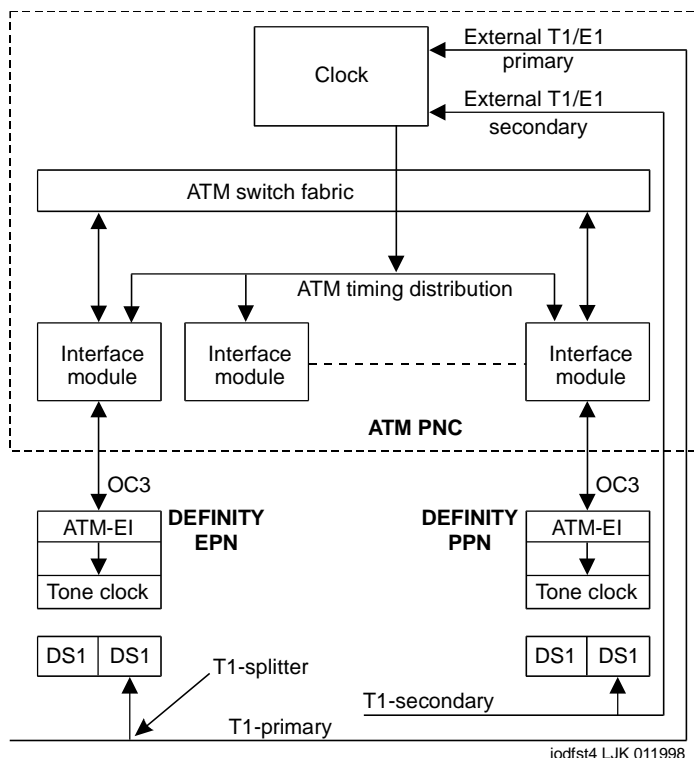 External T1/E1
primary
Clock
External T1/E1
secondary
ATM switch fabric
ATM timing distribution
Interface
module
Interface
module
Interface
module
ATM PNC
OC3
OC3
ATM-EI
DEFINITY
EPN
Tone clock
DEFINITY
PPN
ATM-EI
Tone clock
DS1
DS1
T1-splitter
DS1
DS1
T1-secondary
T1-primary
iodfst4 LJK 011998